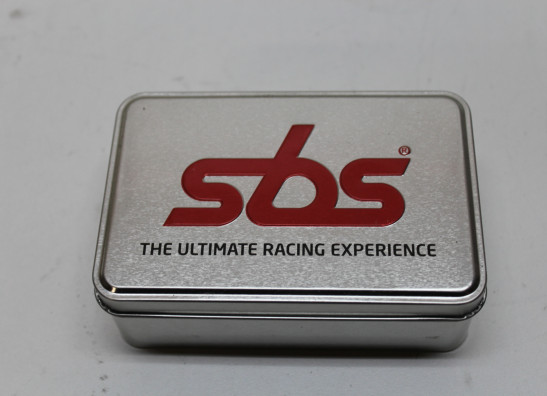 sbs®
THE ULTIMATE RACING EXPERIENCE